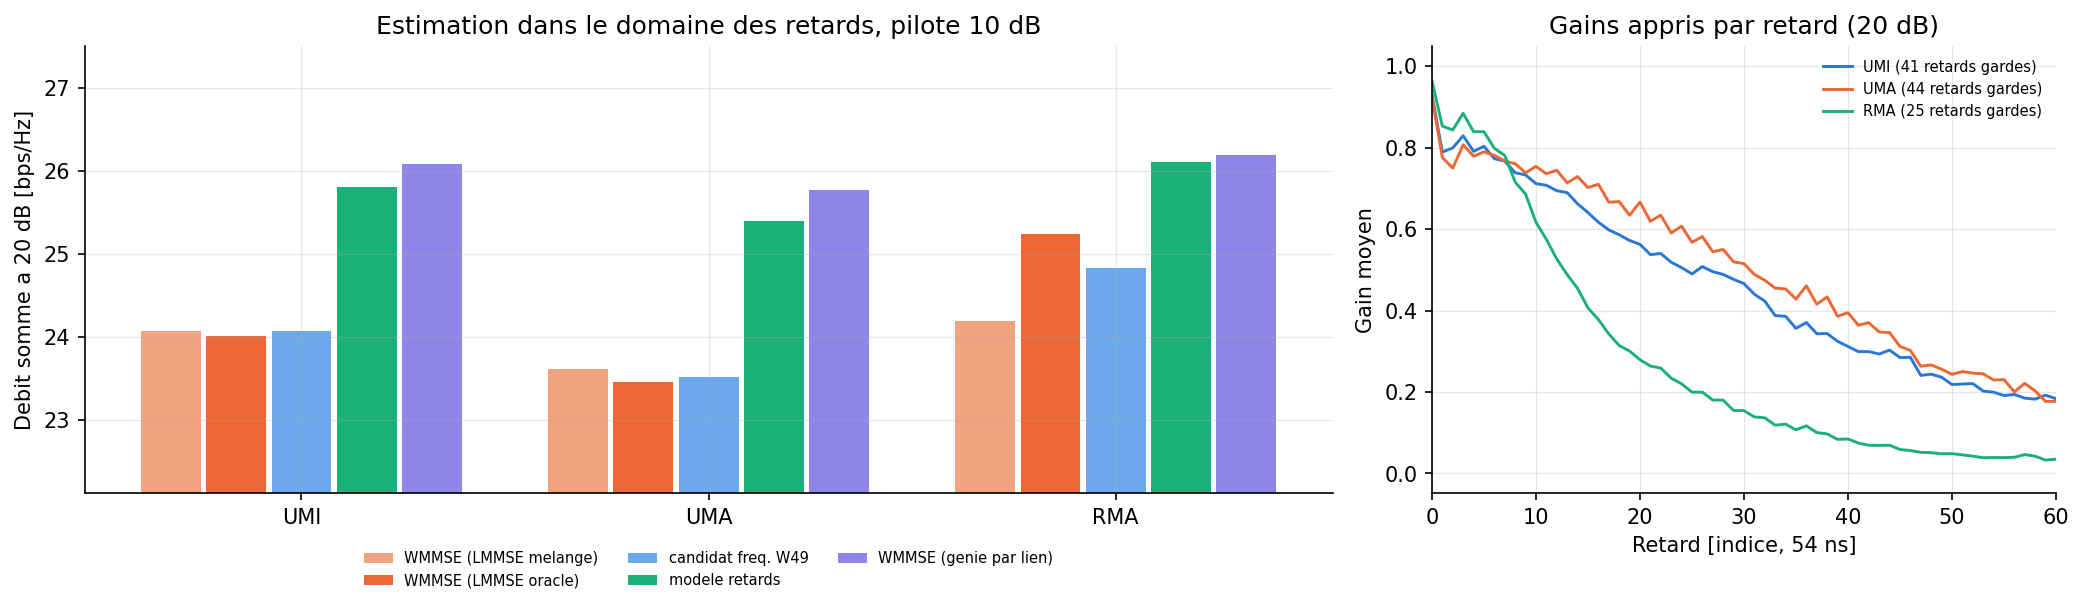 Estimation dans le domaine des retards, pilote 10 dB
Debit somme a 20 dB [bps/Hz]
27
26
25
24
23
UMI
UMA
RMA
WMMSE (LMMSE melange)
WMMSE (LMMSE oracle)
candidat freq. W49
modele retards
WMMSE (genie par lien)
Gains appris par retard (20 dB)
Gain moyen
1.0
0.8
0.6
0.4
0.2
0.0
UMI (41 retards gardes)
UMA (44 retards gardes)
RMA (25 retards gardes)
0
10
20
30
40
50
60
Retard [indice, 54 ns]